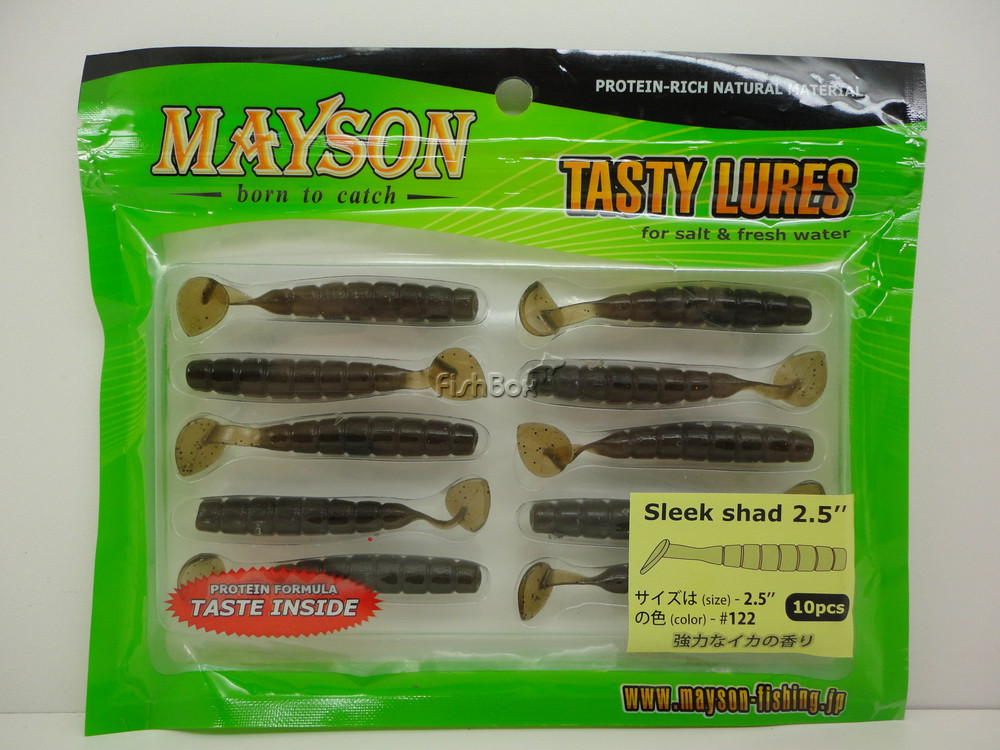 PROTEIN-RICH NATURAL MATERIAL
MAYSON
born to catch
TASTY LURES
for salt & fresh water
FishBox
Sleek shad 2.5’’
サイズは (size) - 2.5’’
の色 (color) - #122
10pcs
強力なイカの香り
PROTEIN FORMULA
TASTE INSIDE
www.mayson-fishing.jp